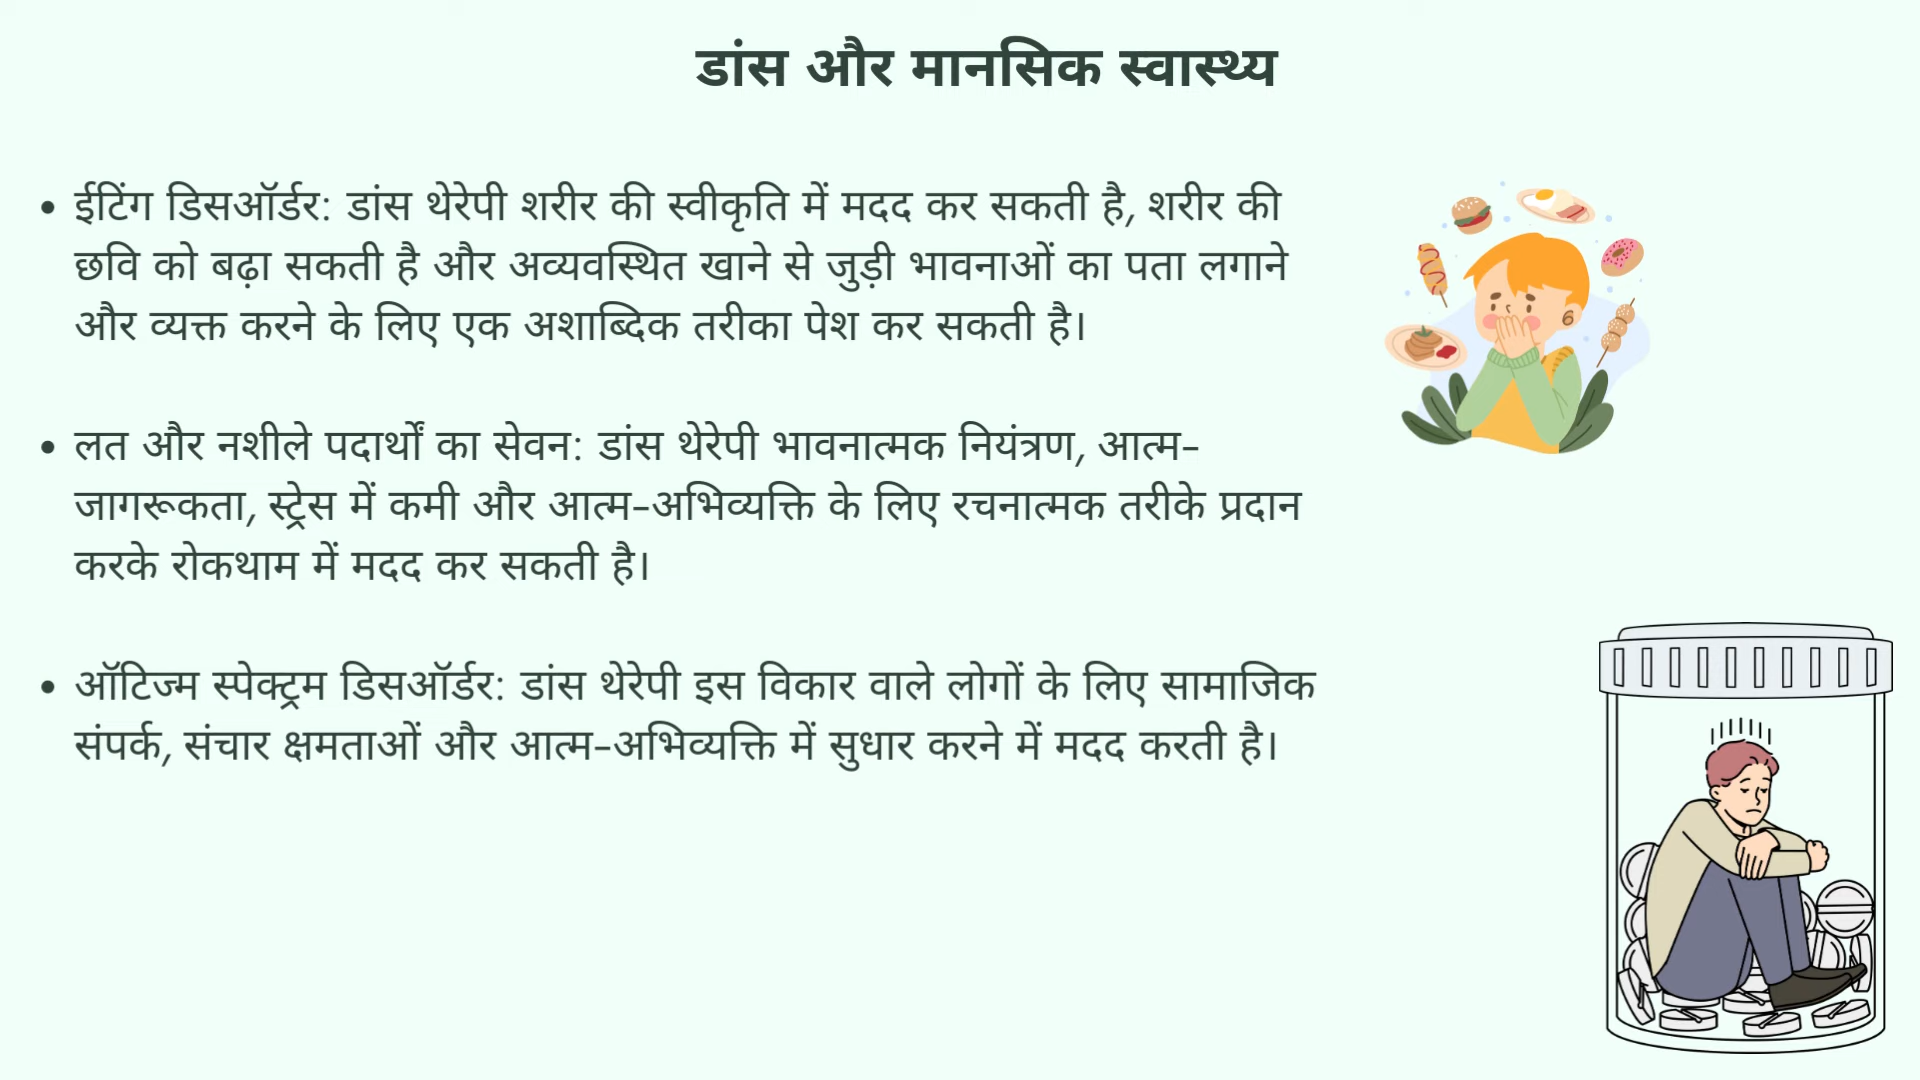 डांस और मानसिक स्वास्थ्य
• ईटिंग डिसऑर्डर: डांस थेरेपी शरीर की स्वीकृति में मदद कर सकती है, शरीर की
छवि को बढ़ा सकती है और अव्यवस्थित खाने से जुड़ी भावनाओं का पता लगाने
और व्यक्त करने के लिए एक अशाब्दिक तरीका पेश कर सकती है।
• लत और नशीले पदार्थों का सेवन: डांस थेरेपी भावनात्मक नियंत्रण, आत्म-
जागरूकता, स्ट्रेस में कमी और आत्म-अभिव्यक्ति के लिए रचनात्मक तरीके प्रदान
करके रोकथाम में मदद कर सकती है।
• ऑटिज्म स्पेक्ट्रम डिसऑर्डर: डांस थेरेपी इस विकार वाले लोगों के लिए सामाजिक
संपर्क, संचार क्षमताओं और आत्म-अभिव्यक्ति में सुधार करने में मदद करती है।